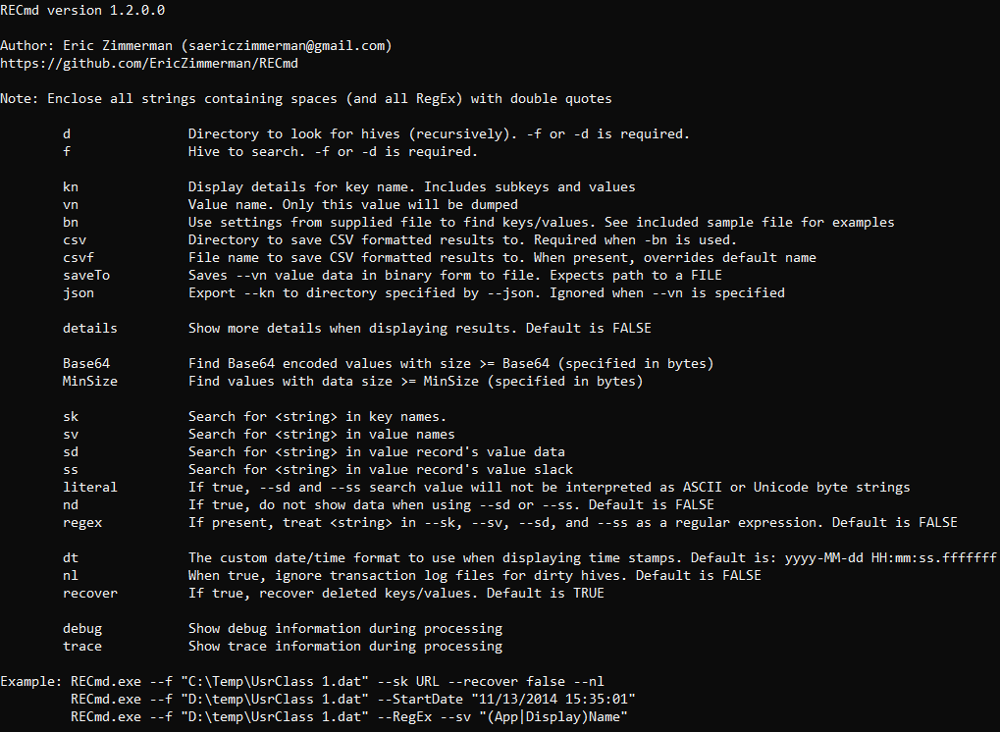 RECmd version 1.2.0.0
Author: Eric Zimmerman (saericzimmerman@gmail.com)
https://github.com/EricZimmerman/RECmd
Note: Enclose all strings containing spaces (and all RegEx) with double quotes
d Directory to look for hives (recursively). -f or -d is required.
f Hive to search. -f or -d is required.
kn Display details for key name. Includes subkeys and values
vn Value name. Only this value will be dumped
bn Use settings from supplied file to find keys/values. See included sample file for examples
csv Directory to save CSV formatted results to. Required when -bn is used.
csvf File name to save CSV formatted results to. When present, overrides default name
saveTo Saves --vn value data in binary form to file. Expects path to a FILE
json Export --kn to directory specified by --json. Ignored when --vn is specified
details Show more details when displaying results. Default is FALSE
Base64 Find Base64 encoded values with size >= Base64 (specified in bytes)
MinSize Find values with data size >= MinSize (specified in bytes)
sk Search for <string> in key names.
sv Search for <string> in value names
sd Search for <string> in value record's value data
ss Search for <string> in value record's value slack
literal If true, --sd and --ss search value will not be interpreted as ASCII or Unicode byte strings
nd If true, do not show data when using --sd or --ss. Default is FALSE
regex If present, treat <string> in --sk, --sv, --sd, and --ss as a regular expression. Default is FALSE
dt The custom date/time format to use when displaying time stamps. Default is: yyyy-MM-dd HH:mm:ss.fffffff
nl When true, ignore transaction log files for dirty hives. Default is FALSE
recover If true, recover deleted keys/values. Default is TRUE
debug Show debug information during processing
trace Show trace information during processing
Example: RECmd.exe --f "C:\Temp\UsrClass 1.dat" --sk URL --recover false --nl
RECmd.exe --f "D:\temp\UsrClass 1.dat" --StartDate "11/13/2014 15:35:01"
RECmd.exe --f "D:\temp\UsrClass 1.dat" --RegEx --sv "(App|Display)Name"